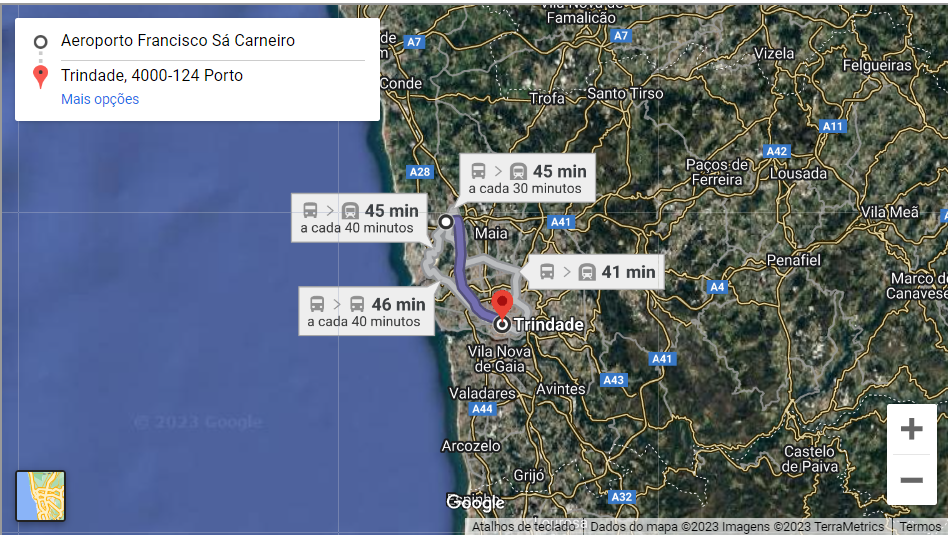 Aeroporto Francisco Sá Carneiro
Trindade, 4000-124 Porto
Mais opções
Vila Nova de
Famalicão
A7
A7
de
Conde
Vizela
Felgueiras
Trofa
Santo Tirso
A11
A42
Paços de
Ferreira
Lousada
A28
> 45 min
a cada 30 minutos
> 45 min
a cada 40 minutos
A41
Maia
Vila Meã
Penafiel
> 41 min
Marco de
Canavese
A4
> 46 min
a cada 40 minutos
Trindade
Vila Nova
de Gaia
A41
A43
Valadares
Avintes
A44
© 2023 Google
Arcozelo
Castelo
de Paiva
Grijó
A32
Google
Atalhos de teclado
Dados do mapa ©2023 Imagens ©2023 TerraMetrics
Termos